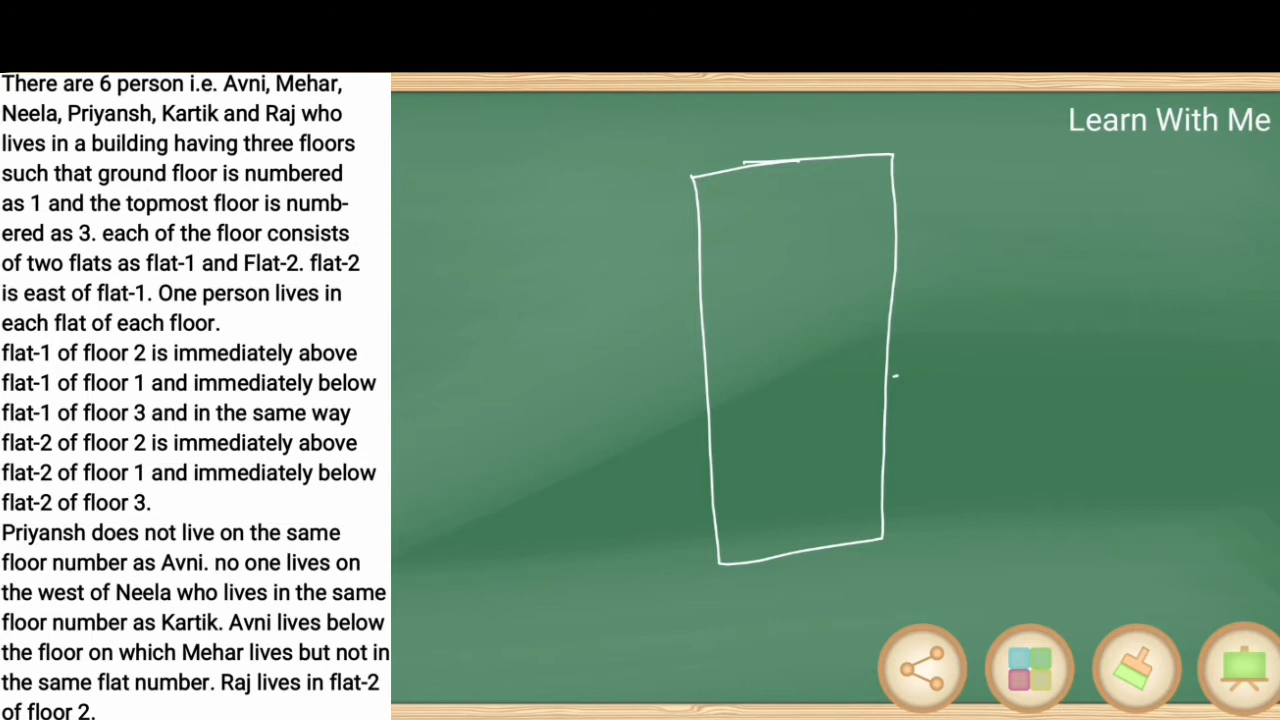 There are 6 person i.e. Avni, Mehar,
Neela, Priyansh, Kartik and Raj who
lives in a building having three floors
such that ground floor is numbered
as 1 and the topmost floor is numb-
ered as 3. each of the floor consists
of two flats as flat-1 and Flat-2. flat-2
is east of flat-1. One person lives in
each flat of each floor.
flat-1 of floor 2 is immediately above
flat-1 of floor 1 and immediately below
flat-1 of floor 3 and in the same way
flat-2 of floor 2 is immediately above
flat-2 of floor 1 and immediately below
flat-2 of floor 3.
Priyansh does not live on the same
floor number as Avni. no one lives on
the west of Neela who lives in the same
floor number as Kartik. Avni lives below
the floor on which Mehar lives but not in
the same flat number. Raj lives in flat-2
of floor 2.
Learn With Me